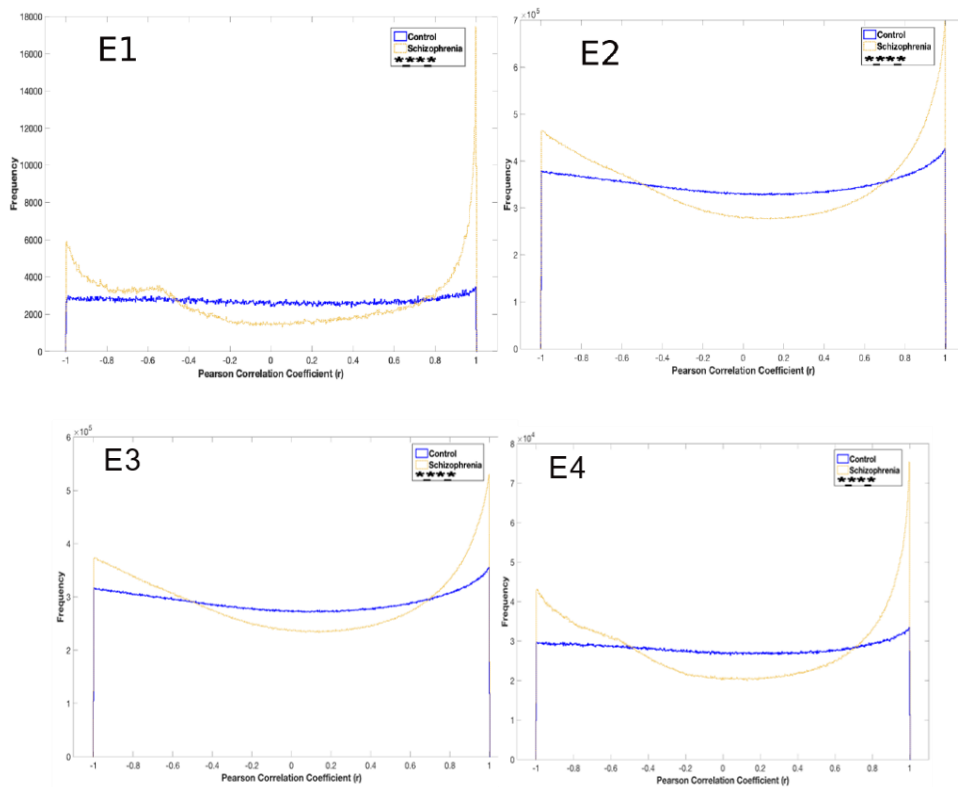 E1
Control
Schizophrenia
****
18000
16000
14000
12000
10000
8000
6000
4000
2000
0
Frequency
-1 -0.8 -0.6 -0.4 -0.2 0 0.2 0.4 0.6 0.8 1
Pearson Correlation Coefficient (r)
E2
×10^5
Control
Schizophrenia
****
7
6
5
4
3
2
1
0
Frequency
-1 -0.8 -0.6 -0.4 -0.2 0 0.2 0.4 0.6 0.8 1
Pearson Correlation Coefficient (r)
E3
×10^5
Control
Schizophrenia
****
6
5
4
3
2
1
0
Frequency
-1 -0.8 -0.6 -0.4 -0.2 0 0.2 0.4 0.6 0.8 1
Pearson Correlation Coefficient (r)
E4
×10^4
Control
Schizophrenia
****
8
7
6
5
4
3
2
1
0
Frequency
-1 -0.8 -0.6 -0.4 -0.2 0 0.2 0.4 0.6 0.8 1
Pearson Correlation Coefficient (r)